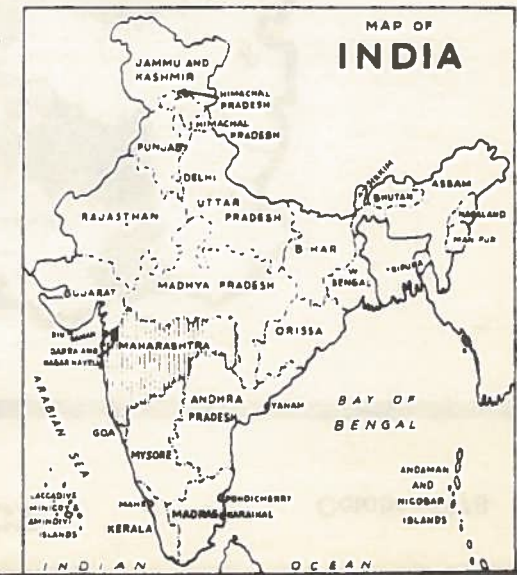 MAP OF
INDIA
JAMMU AND
KASHMIR
HIMACHAL
PRADESH
HIMACHAL
PRADESH
PUNJAB
DELHI
RAJASTHAN
UTTAR
PRADESH
SIKKIM
BHUTAN
ASSAM
NAGALAND
MANIPUR
BIHAR
TRIPURA
W
BENGAL
GUJARAT
MADHYA PRADESH
ORISSA
DIU
DAMAN
DADRA AND
NAGAR HAVELI
MAHARASHTRA
ANDHRA
PRADESH
YANAM
BAY OF
BENGAL
ARABIAN SEA
GOA
MYSORE
LACCADIVE
MINICOY &
AMINDIVI
ISLANDS
MAHE
KERALA
MADRAS
PONDICHERRY
KARAIKAL
ANDAMAN
AND
NICOBAR
ISLANDS
INDIAN OCEAN